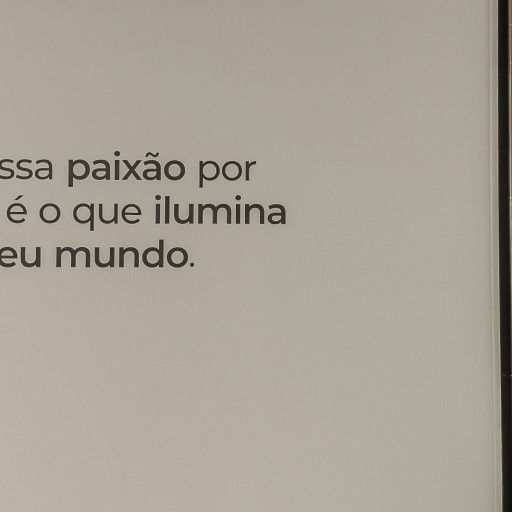 ssa paixão por
é o que ilumina
eu mundo.